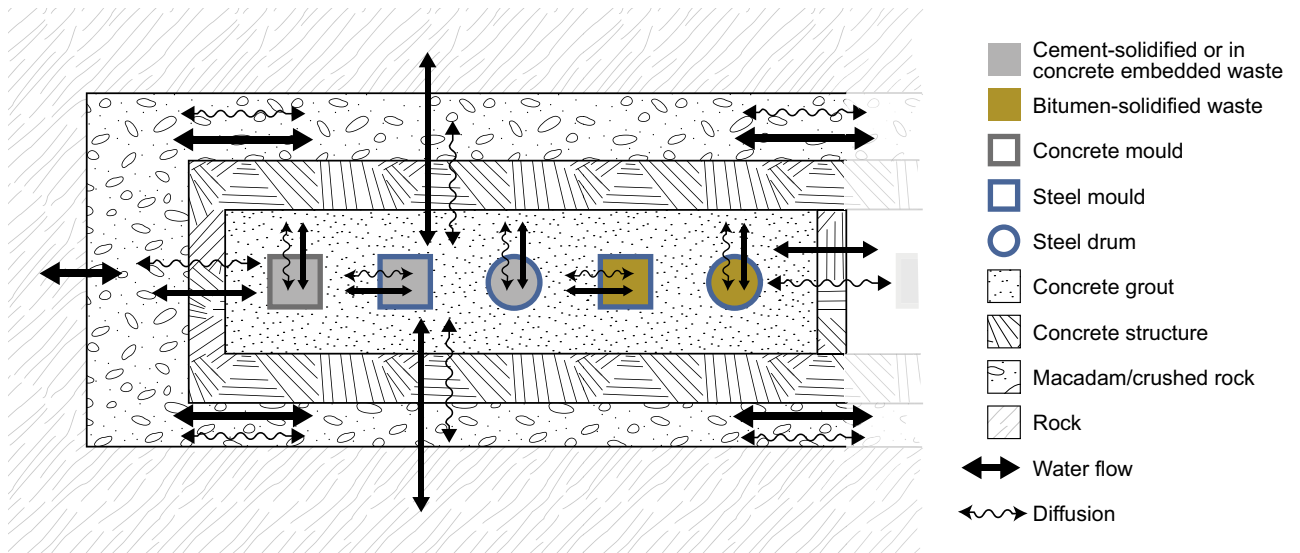 Cement-solidified or in
concrete embedded waste
Bitumen-solidified waste
Concrete mould
Steel mould
Steel drum
Concrete grout
Concrete structure
Macadam/crushed rock
Rock
Water flow
Diffusion